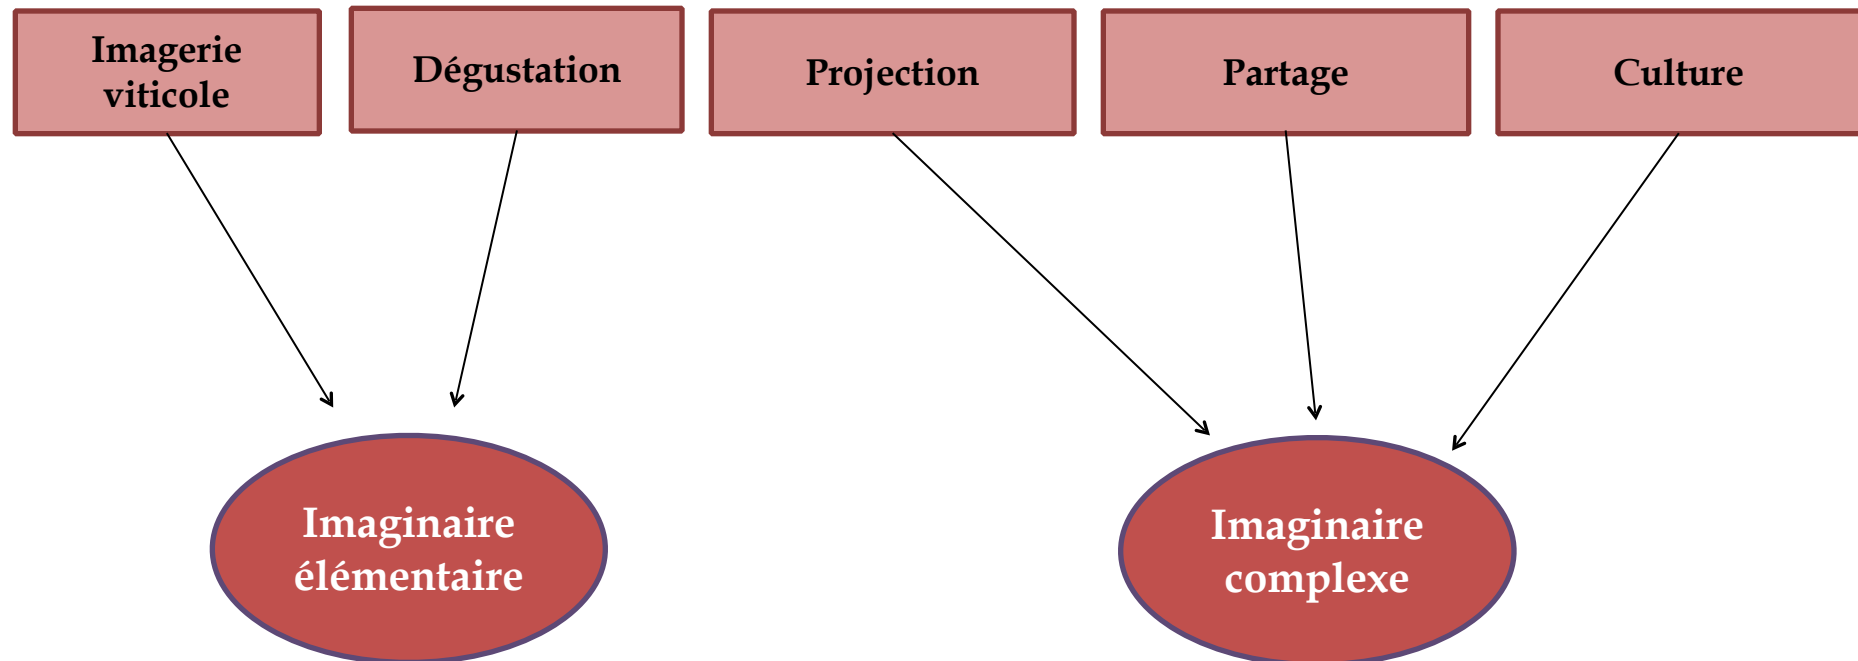 Imagerie
viticole
Dégustation
Projection
Partage
Culture
Imaginaire
élémentaire
Imaginaire
complexe